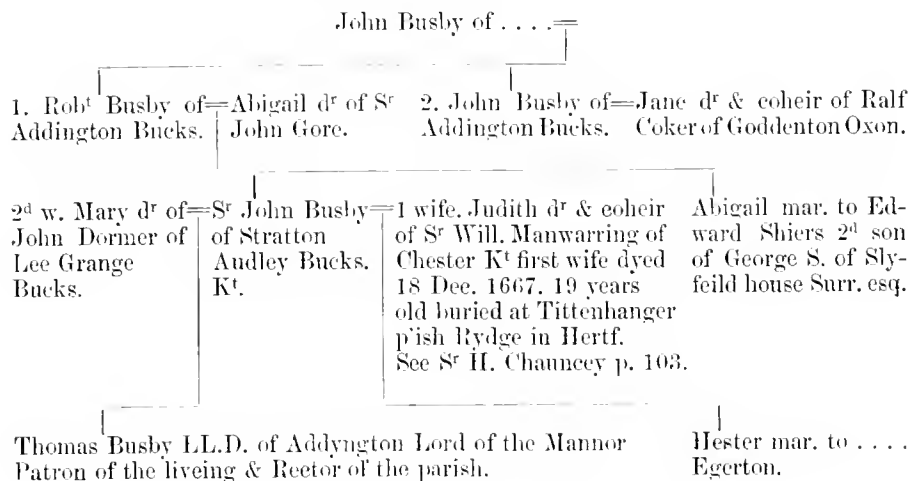 John Busby of . . . . =
1. Robt Busby of=Abigail dr of Sr
Addington Bucks. John Gore.
2. John Busby of=Jane dr & coheir of Ralf
Addington Bucks. Coker of Goddenton Oxon.
2d w. Mary dr of=
John Dormer of
Lee Grange
Bucks.
Sr John Busby=
of Stratton
Audley Bucks.
Kt.
1 wife. Judith dr & coheir
of Sr Will. Manwarring of
Chester Kt first wife dyed
18 Dec. 1667. 19 years
old buried at Tittenhanger
p'ish Rydge in Hertf.
See Sr H. Chauncey p. 103.
Abigail mar. to Ed-
ward Shiers 2d son
of George S. of Sly-
feild house Surr. esq.
Thomas Busby LL.D. of Addyngton Lord of the Mannor
Patron of the liveing & Rector of the parish.
Hester mar. to . . . .
Egerton.